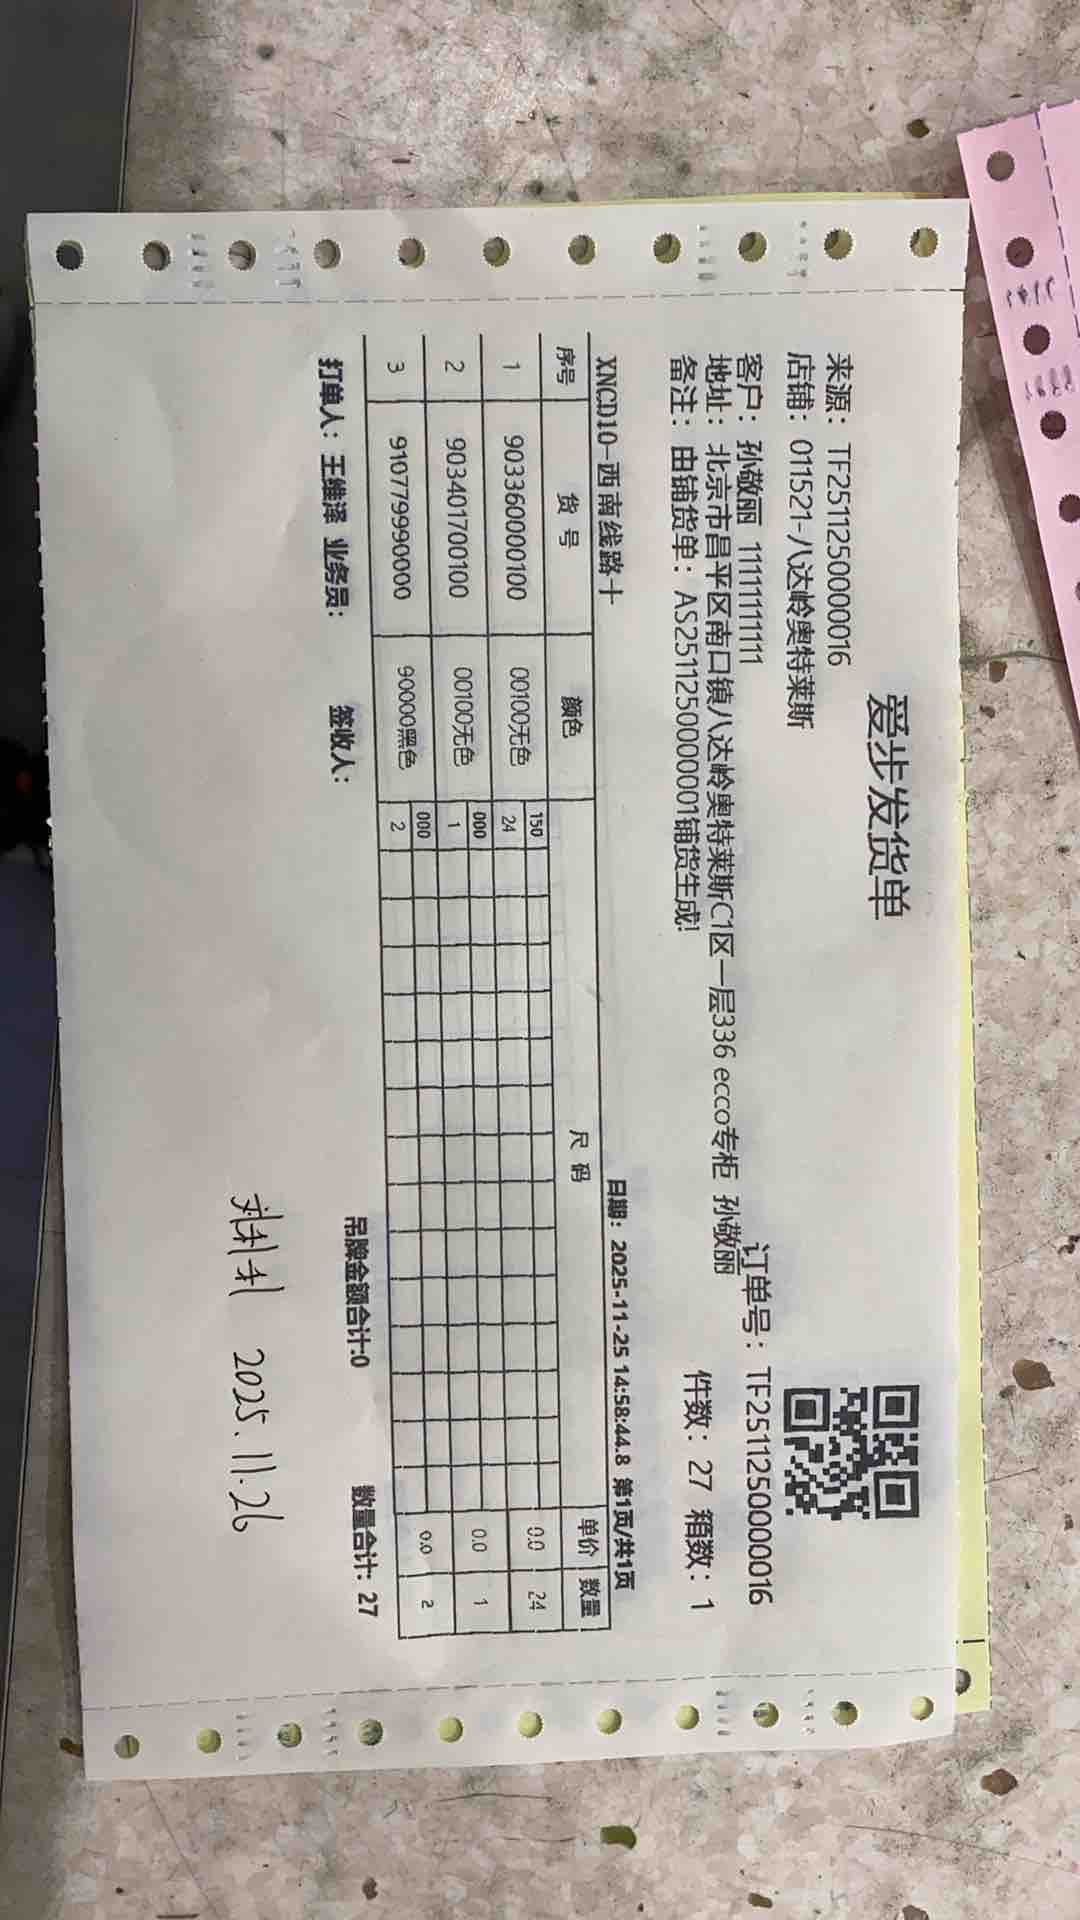 爱步发货单
来源：TF251125000016
店铺：011521-八达岭奥特莱斯
订单号：TF251125000016
客户：孙敬丽 11111111111
地址：北京市昌平区南口镇八达岭奥特莱斯C1区一层336 ecco专柜 孙敬丽
备注：由铺货单：AS251125000001铺货生成!
件数：27 箱数：1
XNCD10-西南线路十
日期：2025-11-25 14:58:44.8 第1页/共1页
序号 货号 颜色 尺码 单价 数量
150
1 903360000100 00100无色 24 0.0 24
000
2 903401700100 00100无色 1 0.0 1
000
3 910779990000 90000黑色 2 0.0 2
打单人：王维泽 业务员： 签收人： 吊牌金额合计:0 数量合计：27
2025.11.26